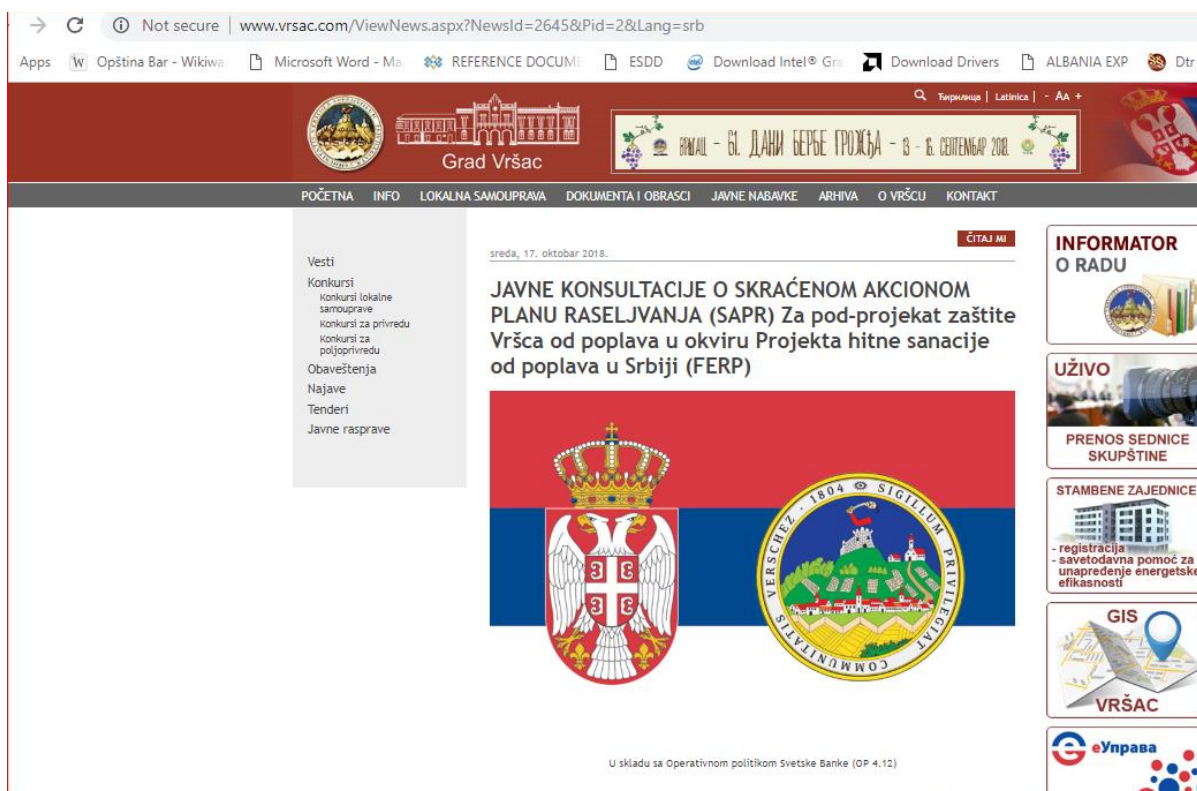 Not secure | www.vrsac.com/ViewNews.aspx?NewsId=2645&Pid=2&Lang=srb
Apps
Opština Bar - Wikiwa
Microsoft Word - Ma
REFERENCE DOCUME
ESDD
Download Intel® Gra
Download Drivers
ALBANIA EXP
Dtr
Ћирилица | Latinica | - AA +
Grad Vršac
ВРШАЦ - 61. ДАНИ БЕРБЕ ГРОЖЂА - 13 - 16. СЕПТЕМБАР 2018.
POČETNA INFO LOKALNA SAMOUPRAVA DOKUMENTA I OBRASCI JAVNE NABAVKE ARHIVA O VRŠCU KONTAKT
Vesti
Konkursi
Konkursi lokalne
samouprave
Konkursi za privredu
Konkursi za
poljoprivredu
Obaveštenja
Najave
Tenderi
Javne rasprave
ČITAJ MI
sreda, 17. oktobar 2018.
JAVNE KONSULTACIJE O SKRAĆENOM AKCIONOM
PLANU RASELJVANJA (SAPR) Za pod-projekat zaštite
Vršca od poplava u okviru Projekta hitne sanacije
od poplava u Srbiji (FERP)
1804 SIGILLUM PRIVILEGIAT COMMUNITATIS VERSCHEZ
U skladu sa Operativnom politikom Svetske Banke (OP 4.12)
INFORMATOR
O RADU
UŽIVO
PRENOS SEDNICE
SKUPŠTINE
STAMBENE ZAJEDNICE
- registracija
- savetodavna pomoć za
unapređenje energetske
efikasnosti
GIS
VRŠAC
еУправа